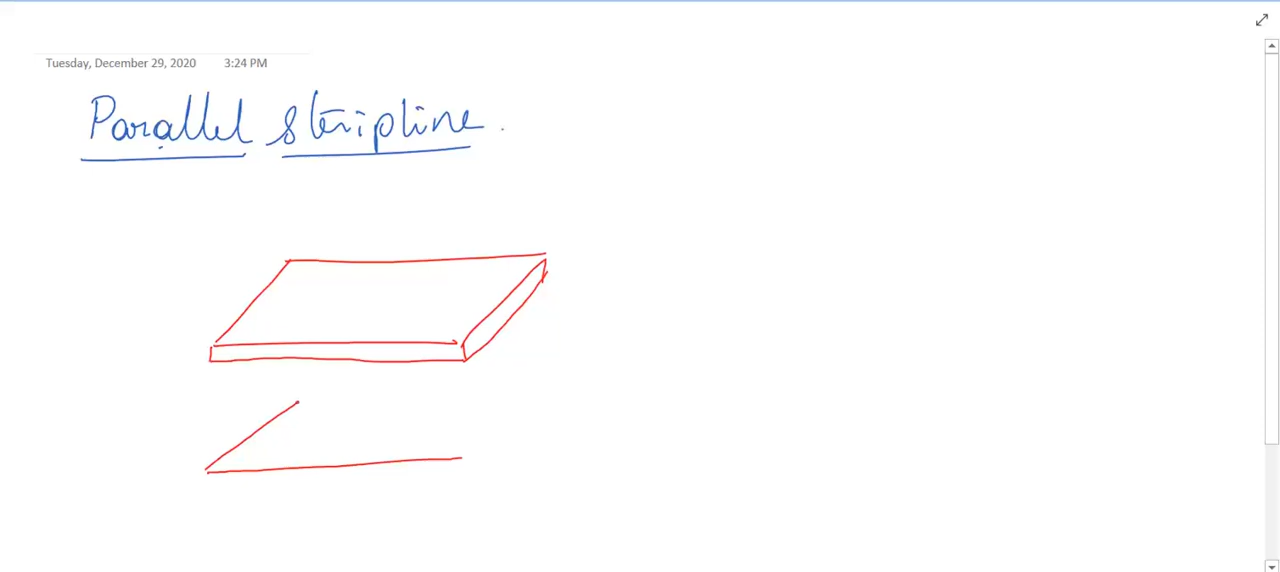 Tuesday, December 29, 2020 3:24 PM
Parallel stripline.